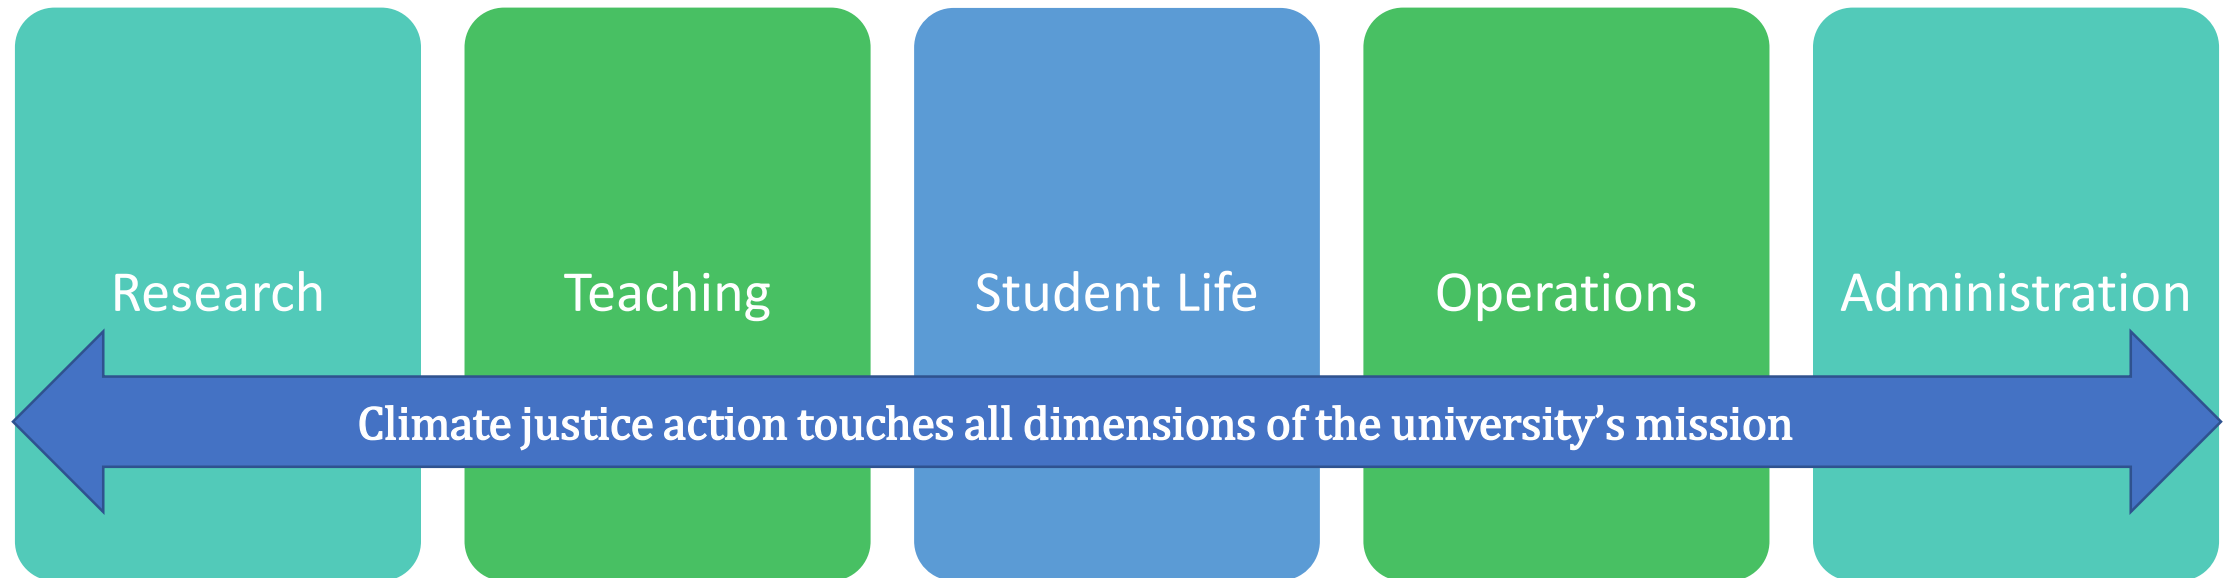 Research
Teaching
Student Life
Operations
Administration
Climate justice action touches all dimensions of the university’s mission